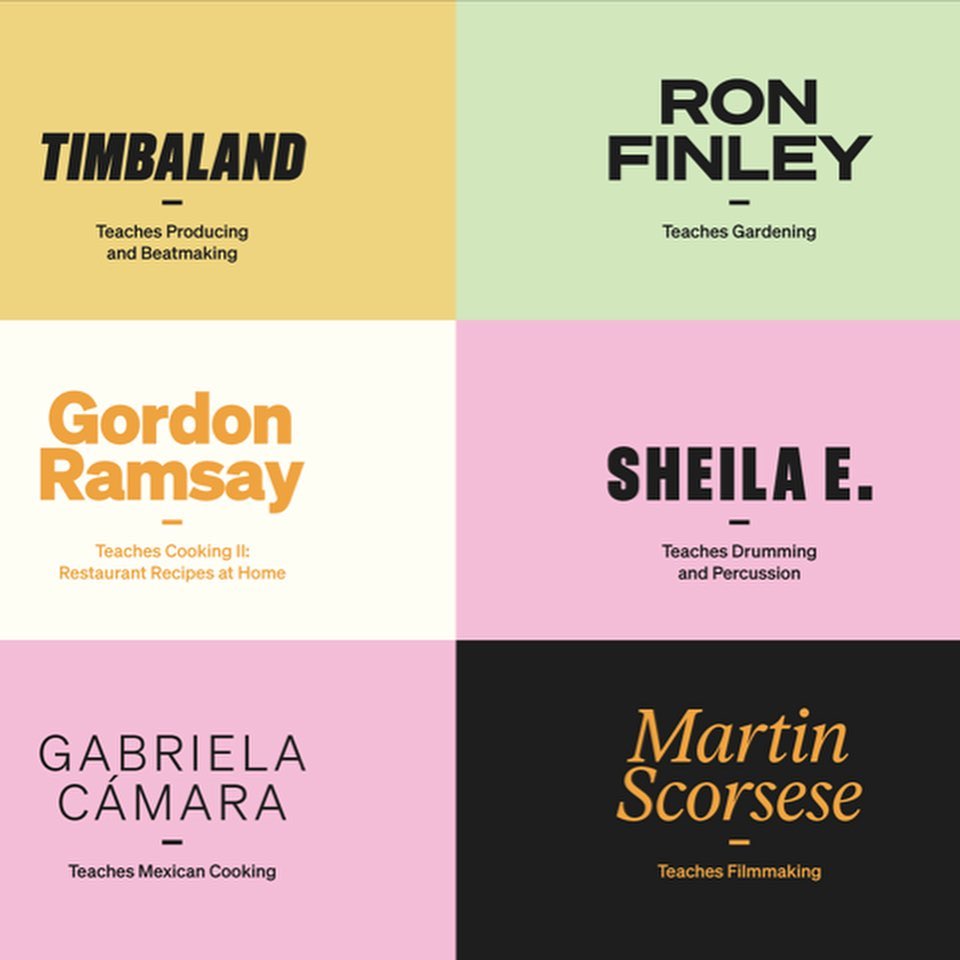 TIMBALAND
Teaches Producing
and Beatmaking
RON
FINLEY
Teaches Gardening
Gordon
Ramsay
Teaches Cooking II:
Restaurant Recipes at Home
SHEILA E.
Teaches Drumming
and Percussion
GABRIELA
CÁMARA
Teaches Mexican Cooking
Martin
Scorsese
Teaches Filmmaking